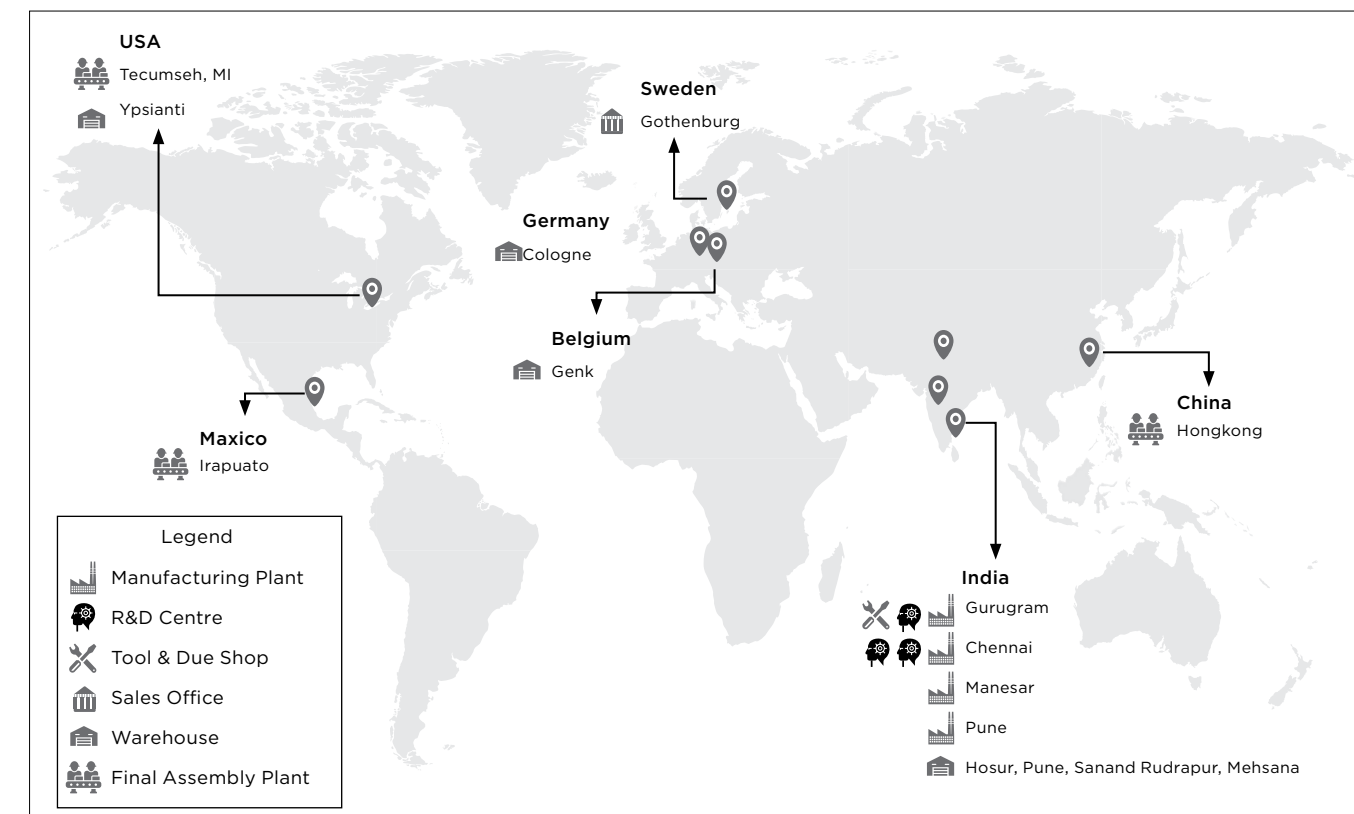 USA
Tecumseh, MI
Ypsianti
Sweden
Gothenburg
Germany
Cologne
Belgium
Genk
China
Hongkong
Maxico
Irapuato
Legend
Manufacturing Plant
R&D Centre
Tool & Due Shop
Sales Office
Warehouse
Final Assembly Plant
India
Gurugram
Chennai
Manesar
Pune
Hosur, Pune, Sanand Rudrapur, Mehsana